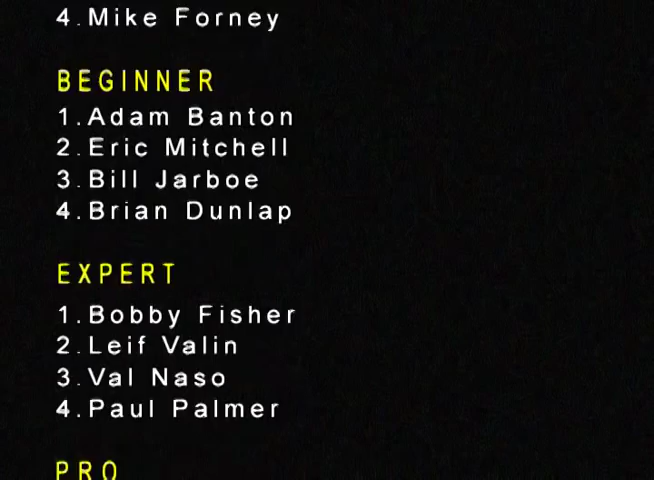 4. Mike Forney
BEGINNER
1. Adam Banton
2. Eric Mitchell
3. Bill Jarboe
4. Brian Dunlap
EXPERT
1. Bobby Fisher
2. Leif Valin
3. Val Naso
4. Paul Palmer
PRO